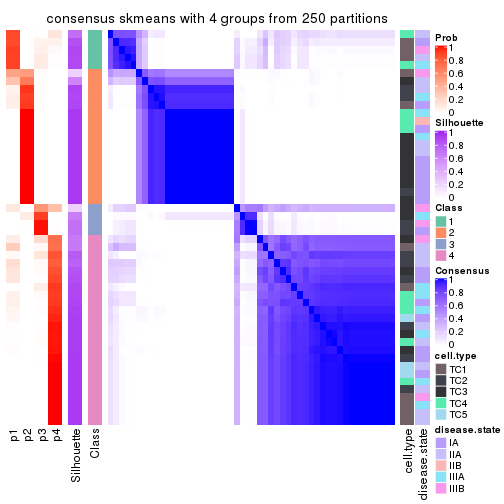 consensus skmeans with 4 groups from 250 partitions
p1
p2
p3
p4
Silhouette
Class
cell.type
disease.state
Prob
1
0.8
0.6
0.4
0.2
0
Silhouette
1
0.8
0.6
0.4
0.2
0
Class
1
2
3
4
Consensus
1
0.8
0.6
0.4
0.2
0
cell.type
TC1
TC2
TC3
TC4
TC5
disease.state
IA
IIA
IIB
IIIA
IIIB